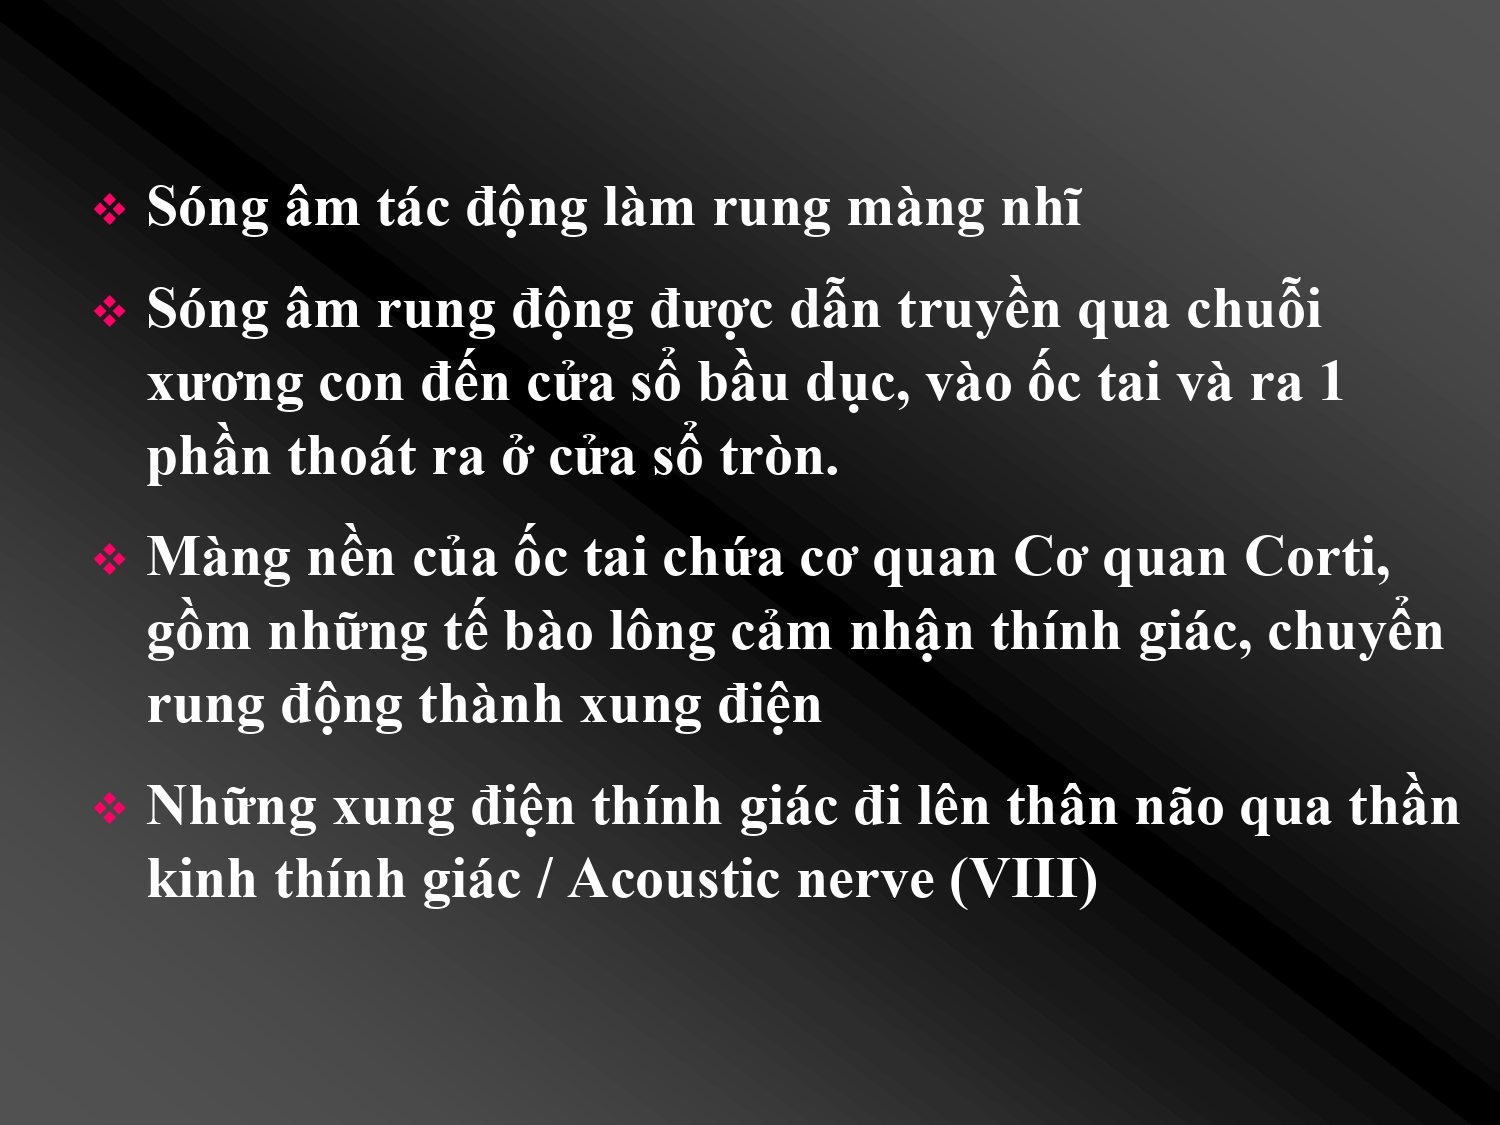 Sóng âm tác động làm rung màng nhĩ
Sóng âm rung động được dẫn truyền qua chuỗi
xương con đến cửa sổ bầu dục, vào ốc tai và ra 1
phần thoát ra ở cửa sổ tròn.
Màng nền của ốc tai chứa cơ quan Cơ quan Corti,
gồm những tế bào lông cảm nhận thính giác, chuyển
rung động thành xung điện
Những xung điện thính giác đi lên thân não qua thần
kinh thính giác / Acoustic nerve (VIII)